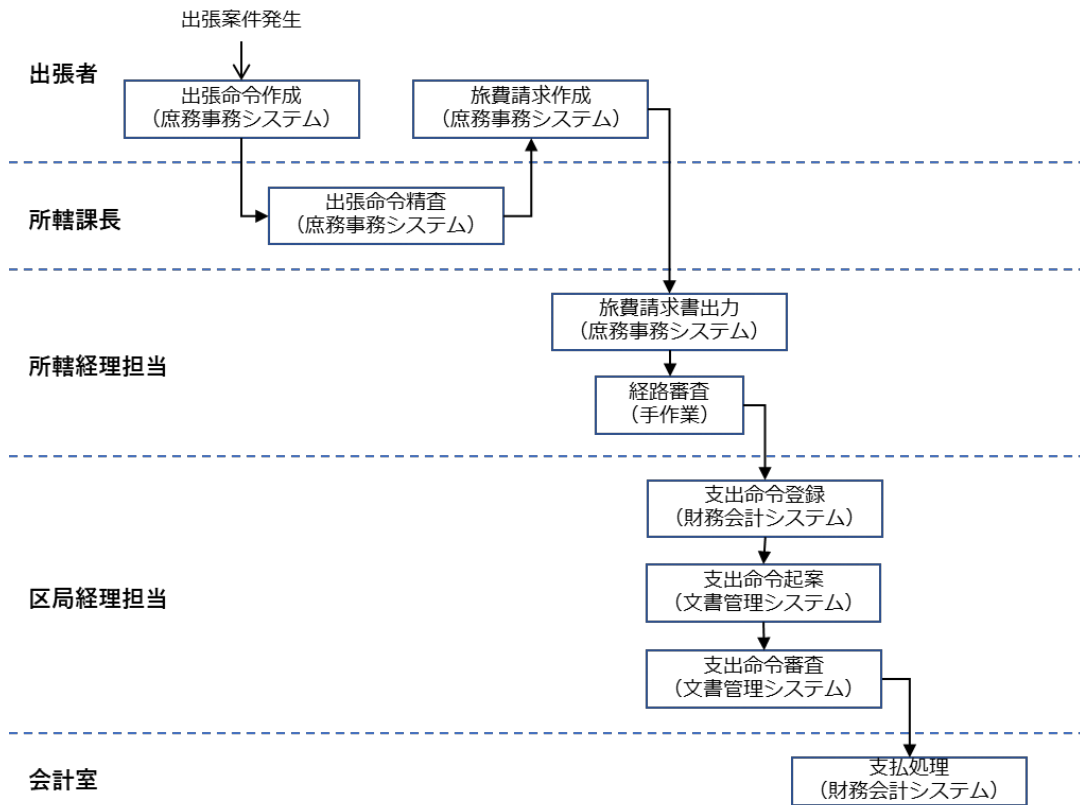 出張案件発生
出張者
出張命令作成
（庶務事務システム）
旅費請求作成
（庶務事務システム）
所轄課長
出張命令精査
（庶務事務システム）
所轄経理担当
旅費請求書出力
（庶務事務システム）
経路審査
（手作業）
区局経理担当
支出命令登録
（財務会計システム）
支出命令起案
（文書管理システム）
支出命令審査
（文書管理システム）
会計室
支払処理
（財務会計システム）